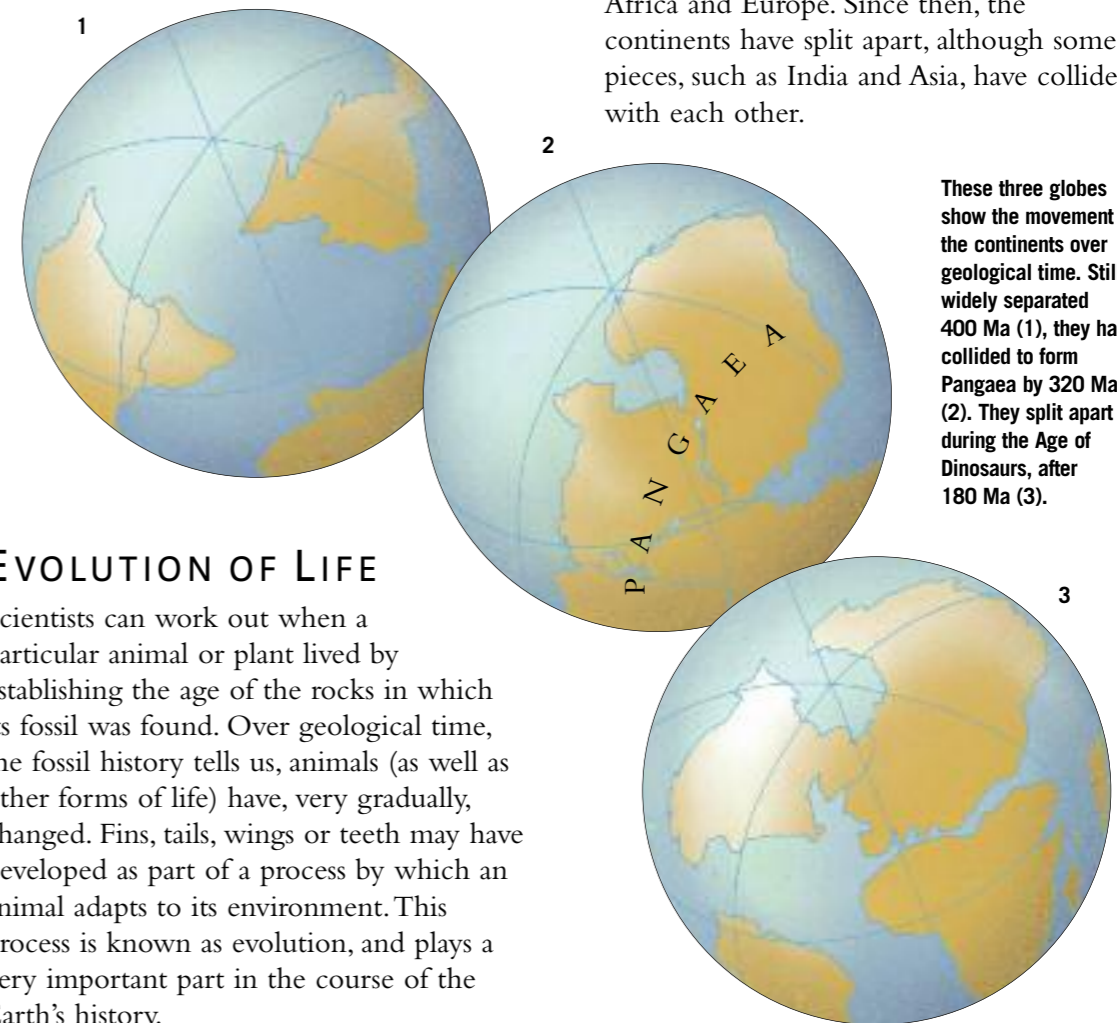 Africa and Europe. Since then, the
continents have split apart, although some
pieces, such as India and Asia, have collide
with each other.
1
2
These three globes
show the movement
the continents over
geological time. Stil
widely separated
400 Ma (1), they ha
collided to form
Pangaea by 320 Ma
(2). They split apart
during the Age of
Dinosaurs, after
180 Ma (3).
PANGAEA
3
EVOLUTION OF LIFE
cientists can work out when a
articular animal or plant lived by
stablishing the age of the rocks in which
ts fossil was found. Over geological time,
he fossil history tells us, animals (as well as
ther forms of life) have, very gradually,
hanged. Fins, tails, wings or teeth may have
eveloped as part of a process by which an
nimal adapts to its environment. This
rocess is known as evolution, and plays a
ery important part in the course of the
Earth's history.